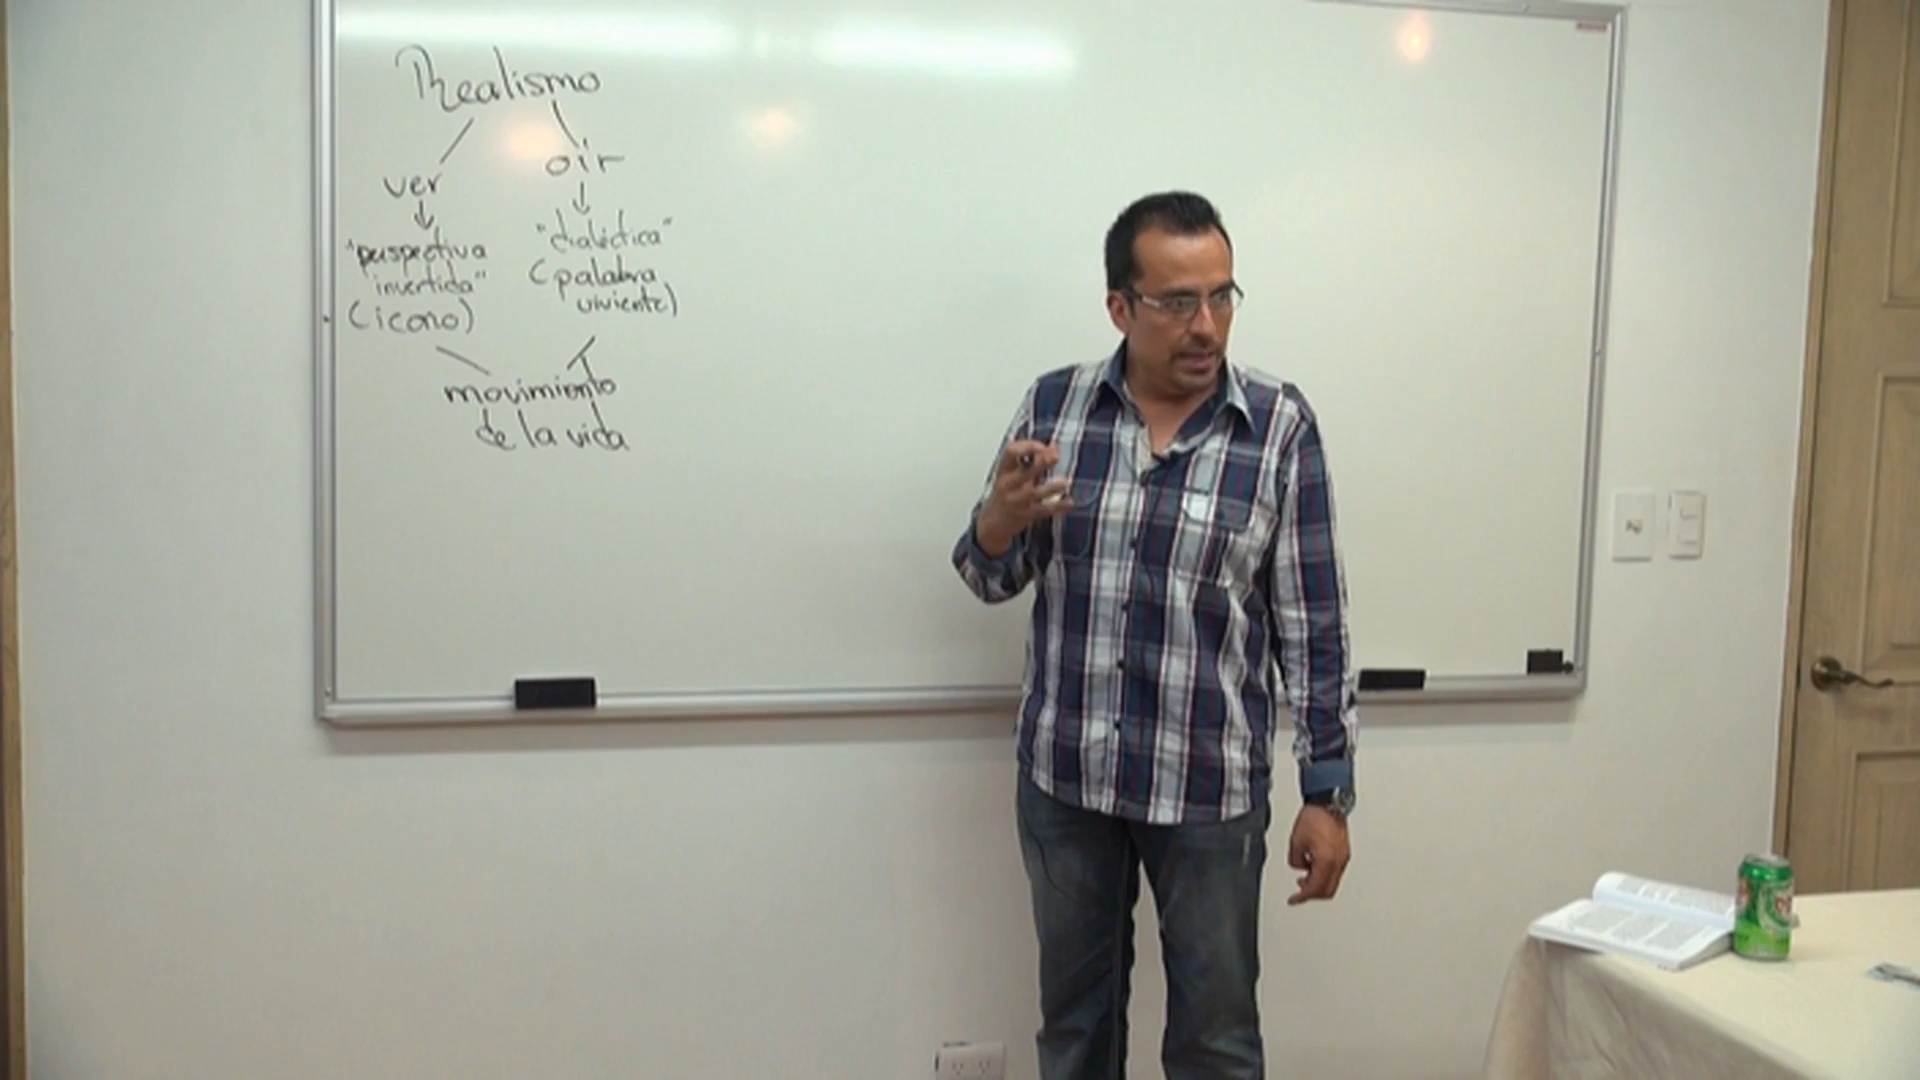 Realismo
ver
oir
"perspectiva
invertida"
(icono)
"dialéctica"
(palabra
viviente)
movimiento
de la vida